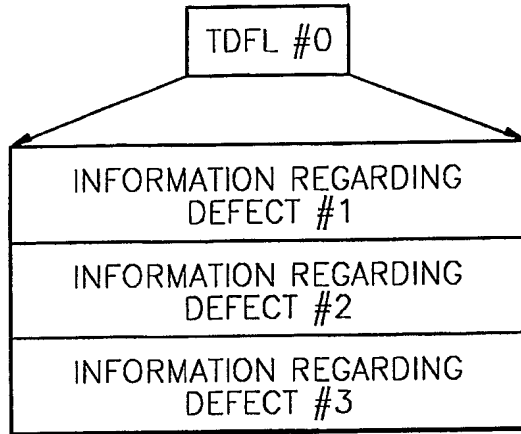 TDFL #0
INFORMATION REGARDING
DEFECT #1
INFORMATION REGARDING
DEFECT #2
INFORMATION REGARDING
DEFECT #3